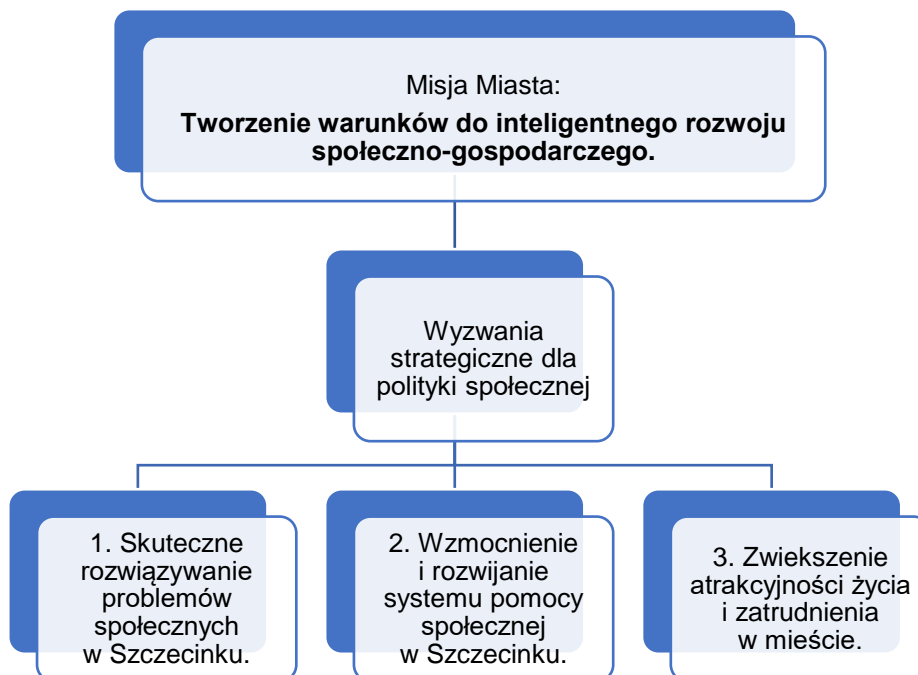 Misja Miasta:
Tworzenie warunków do inteligentnego rozwoju
społeczno-gospodarczego.
Wyzwania
strategiczne dla
polityki społecznej
1. Skuteczne
rozwiązywanie
problemów
społecznych
w Szczecinku.
2. Wzmocnienie
i rozwijanie
systemu pomocy
społecznej
w Szczecinku.
3. Zwiekszenie
atrakcyjności życia
i zatrudnienia
w mieście.